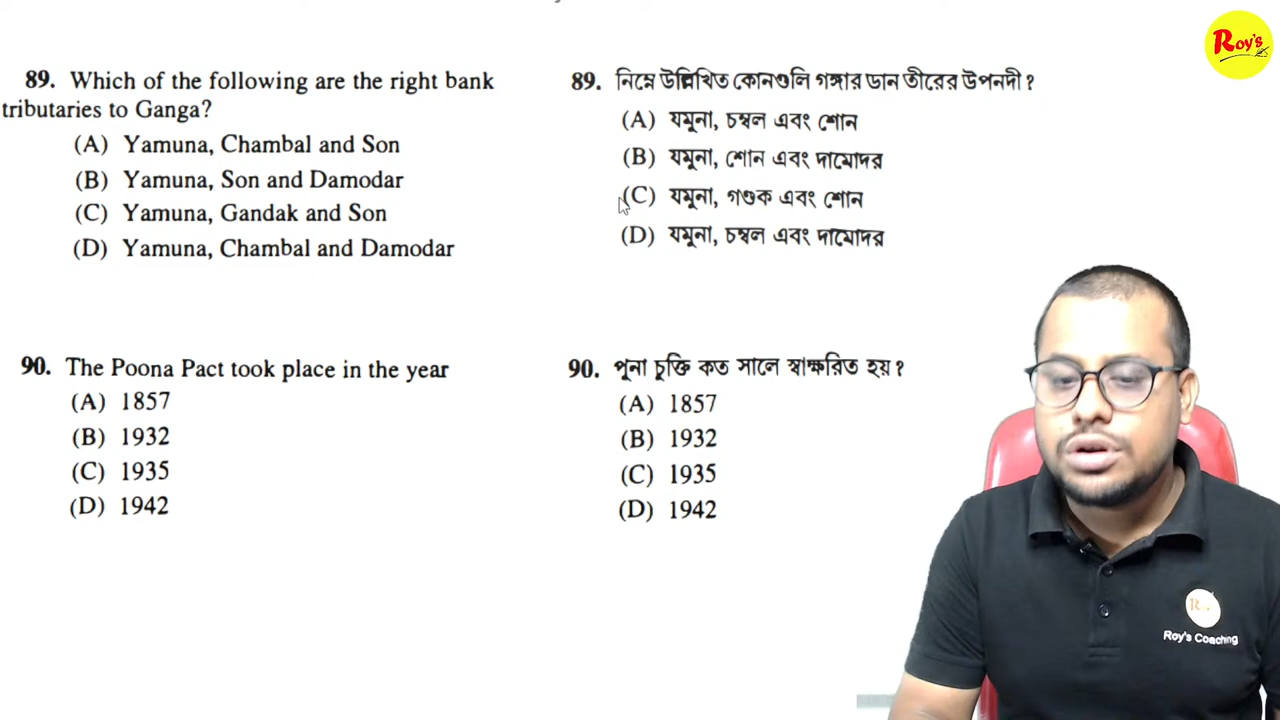 Roy's
89. Which of the following are the right bank
tributaries to Ganga?
(A) Yamuna, Chambal and Son
(B) Yamuna, Son and Damodar
(C) Yamuna, Gandak and Son
(D) Yamuna, Chambal and Damodar
89. নিম্নে উল্লিখিত কোনগুলি গঙ্গার ডান তীরের উপনদী ?
(A) যমুনা, চম্বল এবং শোন
(B) যমুনা, শোন এবং দামোদর
(C) যমুনা, গণ্ডক এবং শোন
(D) যমুনা, চম্বল এবং দামোদর
90. The Poona Pact took place in the year
(A) 1857
(B) 1932
(C) 1935
(D) 1942
90. পুনা চুক্তি কত সালে স্বাক্ষরিত হয় ?
(A) 1857
(B) 1932
(C) 1935
(D) 1942
Roy's Coaching